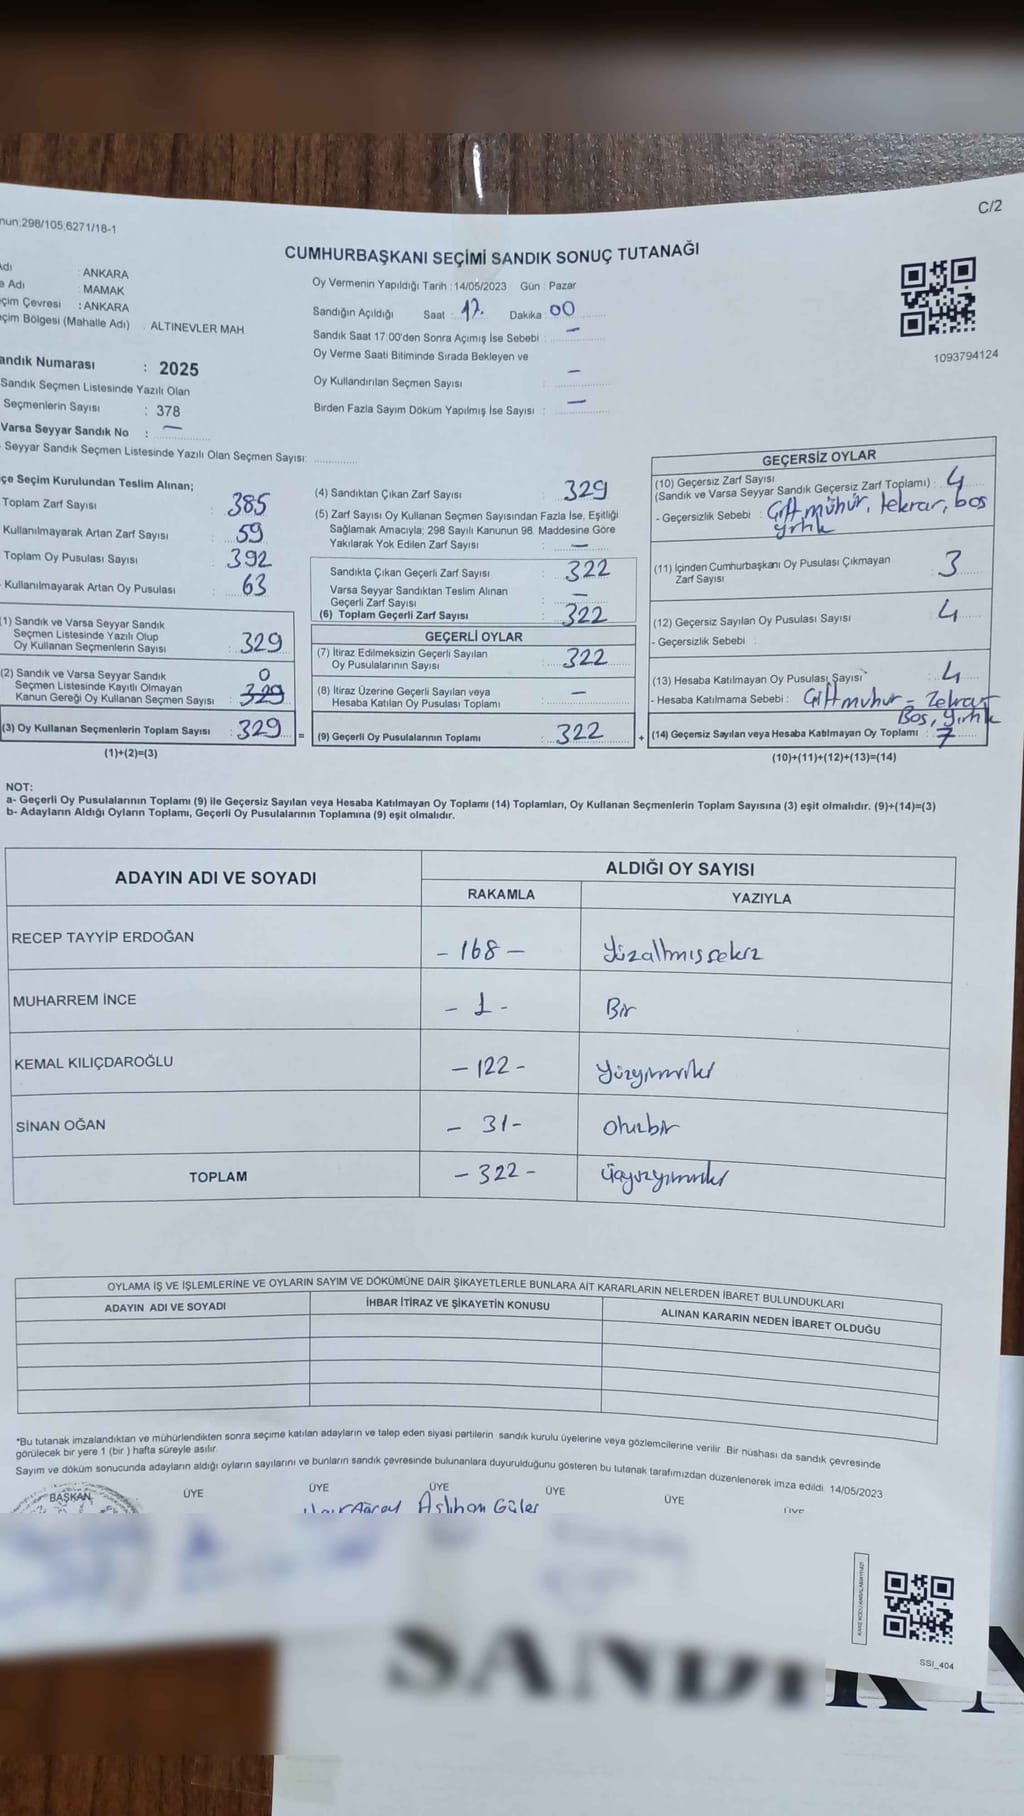 C/2
nun:298/105;6271/18-1
CUMHURBAŞKANI SEÇİMİ SANDIK SONUÇ TUTANAĞI
Adı : ANKARA
e Adı : MAMAK
çim Çevresi : ANKARA
çim Bölgesi (Mahalle Adı) : ALTINEVLER MAH.
andık Numarası : 2025
Sandık Seçmen Listesinde Yazılı Olan
Seçmenlerin Sayısı : 378
Varsa Seyyar Sandık No : —
Seyyar Sandık Seçmen Listesinde Yazılı Olan Seçmen Sayısı:
Oy Vermenin Yapıldığı Tarih : 14/05/2023 Gün : Pazar
Sandığın Açıldığı Saat : 17. Dakika : 00
Sandık Saat 17:00'den Sonra Açımış İse Sebebi : —
Oy Verme Saati Bitiminde Sırada Bekleyen ve
Oy Kullandırılan Seçmen Sayısı : —
Birden Fazla Sayım Döküm Yapılmış İse Sayısı : —
1093794124
çe Seçim Kurulundan Teslim Alınan;
Toplam Zarf Sayısı : 385
Kullanılmayarak Artan Zarf Sayısı : 59
Toplam Oy Pusulası Sayısı : 392
Kullanılmayarak Artan Oy Pusulası : 63
(1) Sandık ve Varsa Seyyar Sandık
Seçmen Listesinde Yazılı Olup
Oy Kullanan Seçmenlerin Sayısı : 329
(2) Sandık ve Varsa Seyyar Sandık
Seçmen Listesinde Kayıtlı Olmayan
Kanun Gereği Oy Kullanan Seçmen Sayısı : 329 0
(3) Oy Kullanan Seçmenlerin Toplam Sayısı : 329 =
(1)+(2)=(3)
(4) Sandıktan Çıkan Zarf Sayısı : 329
(5) Zarf Sayısı Oy Kullanan Seçmen Sayısından Fazla İse, Eşitliği
Sağlamak Amacıyla; 298 Sayılı Kanunun 98. Maddesine Göre
Yakılarak Yok Edilen Zarf Sayısı : —
Sandıkta Çıkan Geçerli Zarf Sayısı : 322
Varsa Seyyar Sandıktan Teslim Alınan
Geçerli Zarf Sayısı : —
(6) Toplam Geçerli Zarf Sayısı : 322
GEÇERLİ OYLAR
(7) İtiraz Edilmeksizin Geçerli Sayılan
Oy Pusulalarının Sayısı : 322
(8) İtiraz Üzerine Geçerli Sayılan veya
Hesaba Katılan Oy Pusulası Toplamı : —
(9) Geçerli Oy Pusulalarının Toplamı : 322 +
GEÇERSİZ OYLAR
(10) Geçersiz Zarf Sayısı
(Sandık ve Varsa Seyyar Sandık Geçersiz Zarf Toplamı) : 4
- Geçersizlik Sebebi : Çift mühür, tekrar, boş
yırtık
(11) İçinden Cumhurbaşkanı Oy Pusulası Çıkmayan
Zarf Sayısı : 3
(12) Geçersiz Sayılan Oy Pusulası Sayısı : 4
- Geçersizlik Sebebi :
(13) Hesaba Katılmayan Oy Pusulası Sayısı : 4
- Hesaba Katılmama Sebebi : Çift muhur - Tekrar
Boş, yırtık
(14) Geçersiz Sayılan veya Hesaba Katılmayan Oy Toplamı : 7
(10)+(11)+(12)+(13)=(14)
NOT:
a- Geçerli Oy Pusulalarının Toplamı (9) ile Geçersiz Sayılan veya Hesaba Katılmayan Oy Toplamı (14) Toplamları, Oy Kullanan Seçmenlerin Toplam Sayısına (3) eşit olmalıdır. (9)+(14)=(3)
b- Adayların Aldığı Oyların Toplamı, Geçerli Oy Pusulalarının Toplamına (9) eşit olmalıdır.
ADAYIN ADI VE SOYADI ALDIĞI OY SAYISI
RAKAMLA YAZIYLA
RECEP TAYYİP ERDOĞAN - 168 - Yüzaltmışsekiz
MUHARREM İNCE - 1 - Bir
KEMAL KILIÇDAROĞLU - 122 - Yüzyirmiiki
SİNAN OĞAN - 31 - Otuzbir
TOPLAM - 322 - Üçyüzyirmiiki
OYLAMA İŞ VE İŞLEMLERİNE VE OYLARIN SAYIM VE DÖKÜMÜNE DAİR ŞİKAYETLERLE BUNLARA AİT KARARLARIN NELERDEN İBARET BULUNDUKLARI
ADAYIN ADI VE SOYADI İHBAR İTİRAZ VE ŞİKAYETİN KONUSU ALINAN KARARIN NEDEN İBARET OLDUĞU
*Bu tutanak imzalandıktan ve mühürlendikten sonra seçime katılan adayların ve talep eden siyasi partilerin sandık kurulu üyelerine veya gözlemcilerine verilir. Bir nüshası da sandık çevresinde
görülecek bir yere 1 (bir ) hafta süreyle asılır.
Sayım ve döküm sonucunda adayların aldığı oyların sayılarını ve bunların sandık çevresinde bulunanlara duyurulduğunu gösteren bu tutanak tarafımızdan düzenlenerek imza edildi. 14/05/2023
BAŞKAN ÜYE ÜYE ÜYE ÜYE ÜYE ÜYE
Aslıhan Güler
SSİ_404
SANDIK N